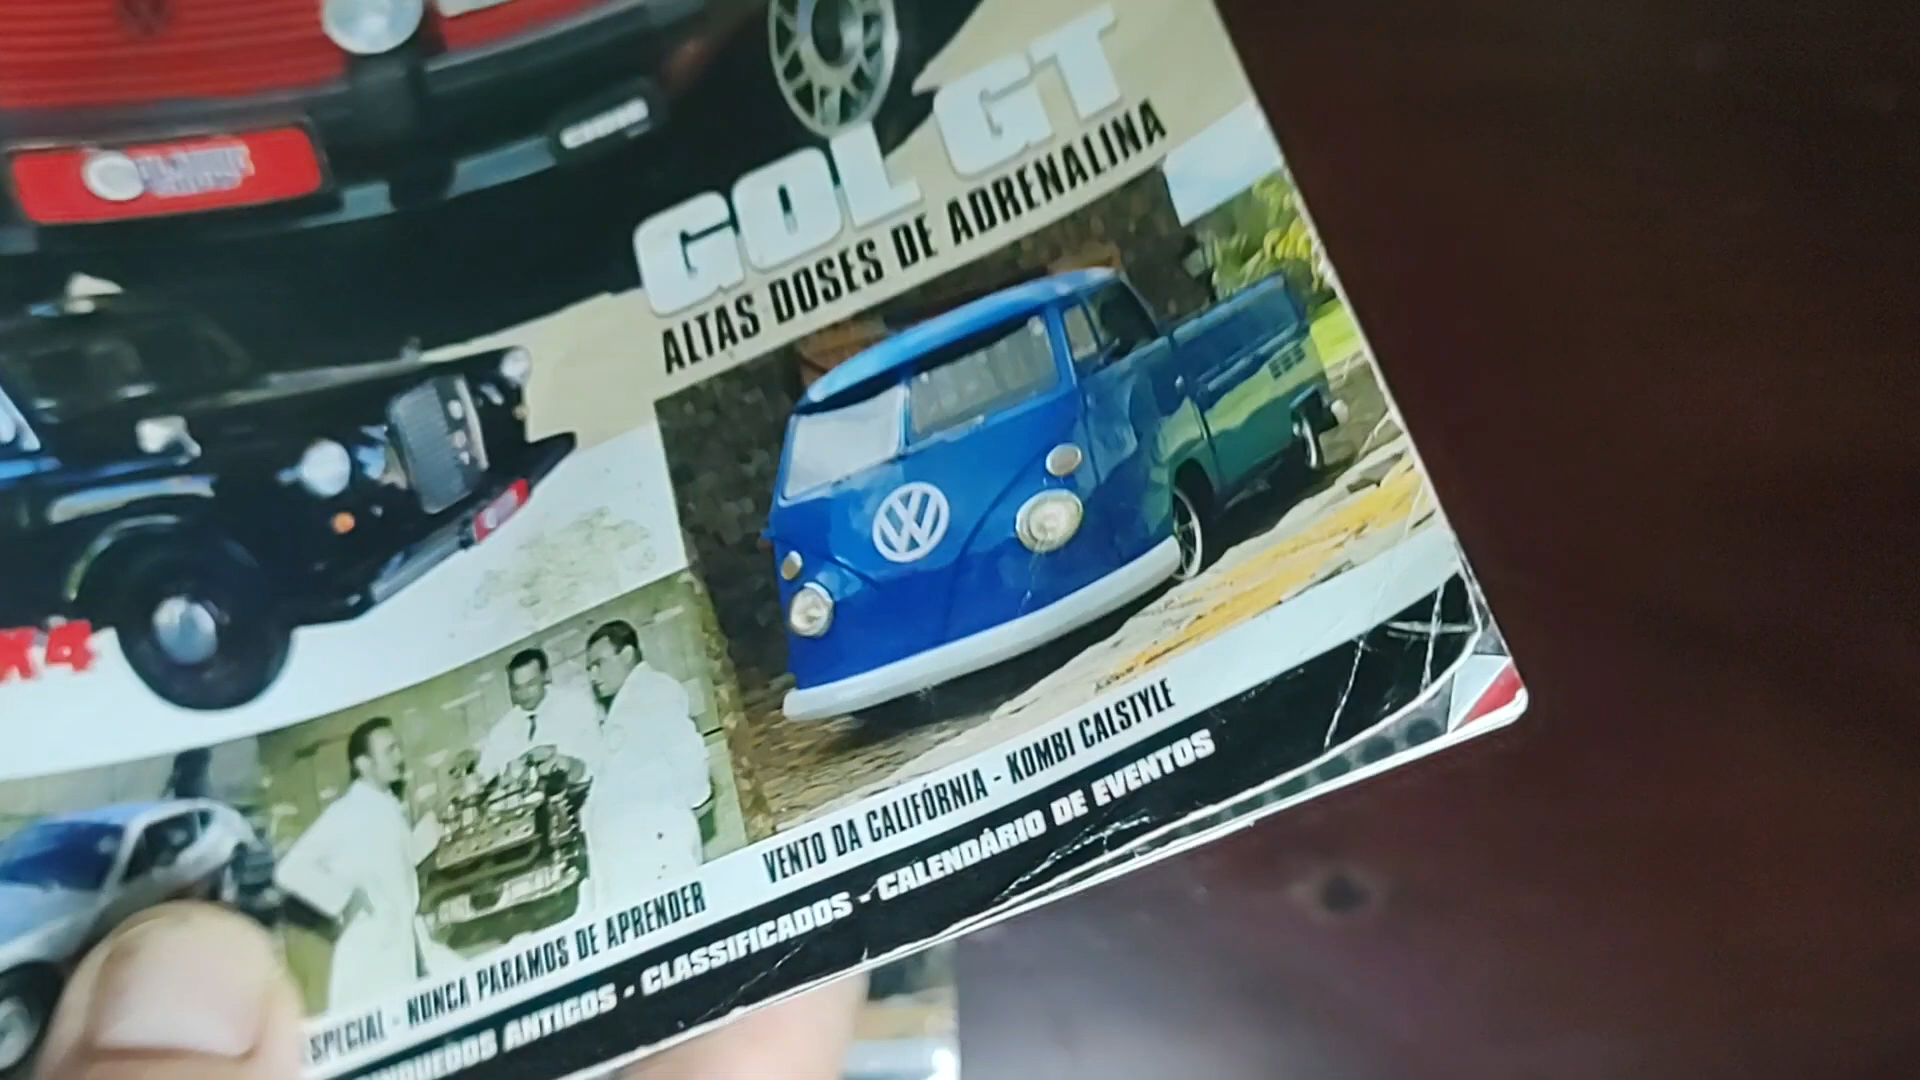 GOL GT
ALTAS DOSES DE ADRENALINA
X4
VENTO DA CALIFÓRNIA - KOMBI CALSTYLE
SPECIAL - NUNCA PARAMOS DE APRENDER
ANTIGOS - CLASSIFICADOS - CALENDÁRIO DE EVENTOS